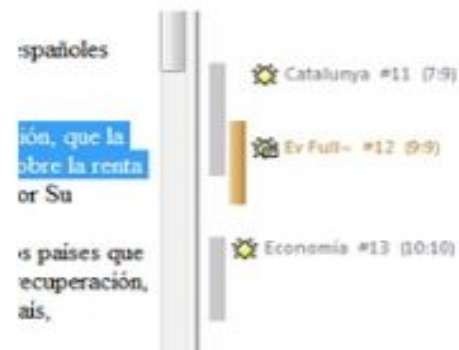 españoles
Catalunya #11 (7:9)
ión, que la
obre la renta
Ev Full~ #12 (9:9)
or Su
Economía #13 (10:10)
s países que
ecuperación,
aís,